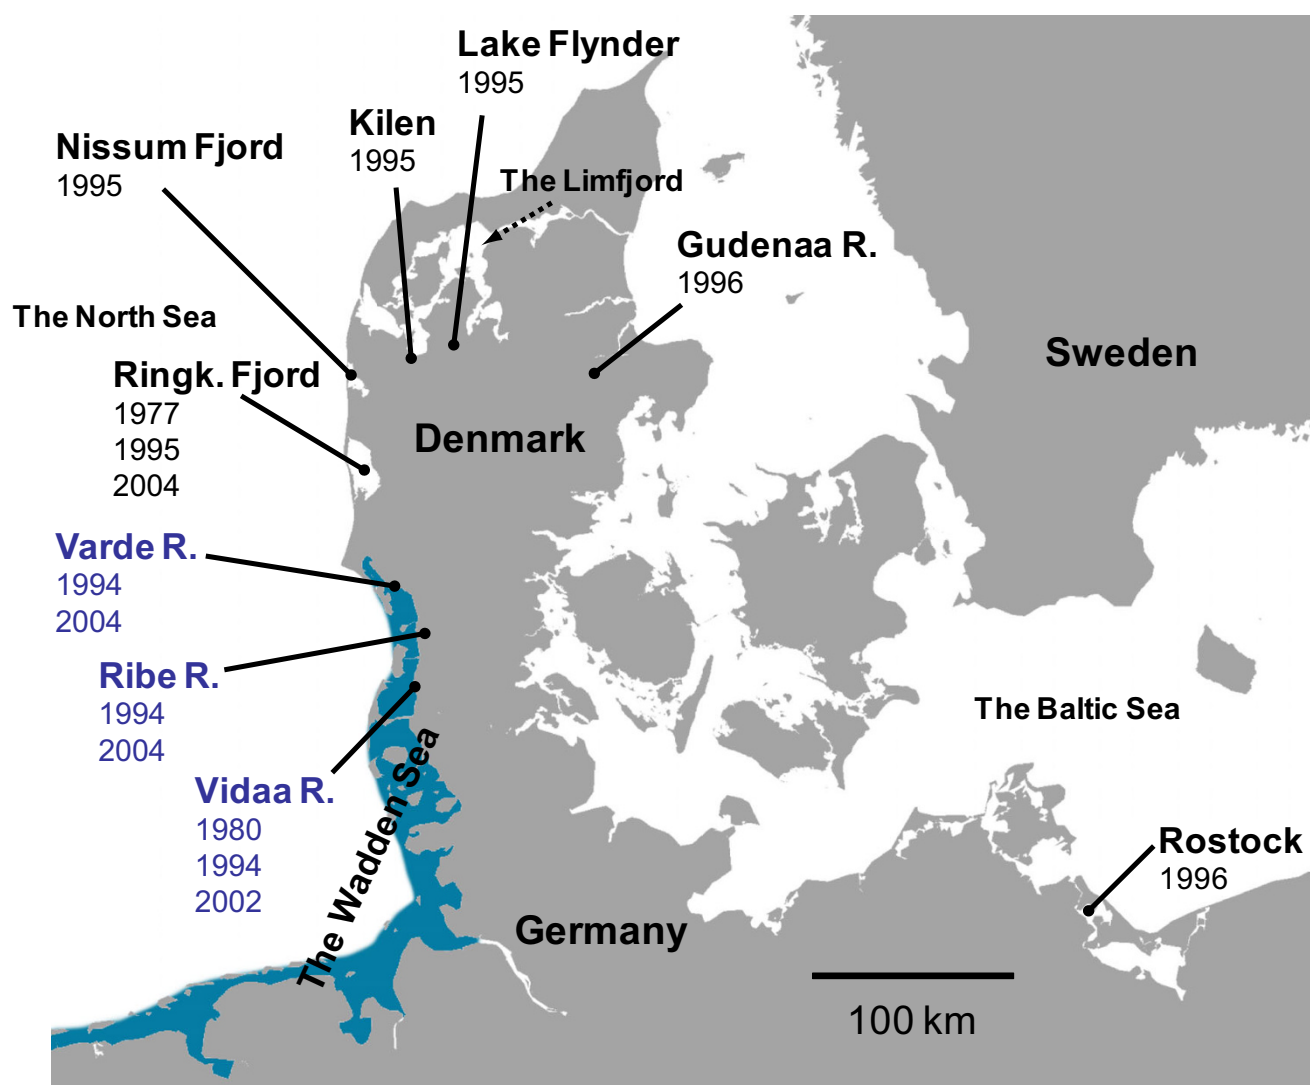 Lake Flynder
1995
Kilen
1995
Nissum Fjord
1995
The Limfjord
Gudenaa R.
1996
The North Sea
Sweden
Ringk. Fjord
1977
1995
2004
Denmark
Varde R.
1994
2004
Ribe R.
1994
2004
The Baltic Sea
Vidaa R.
1980
1994
2002
The Wadden Sea
Rostock
1996
Germany
100 km